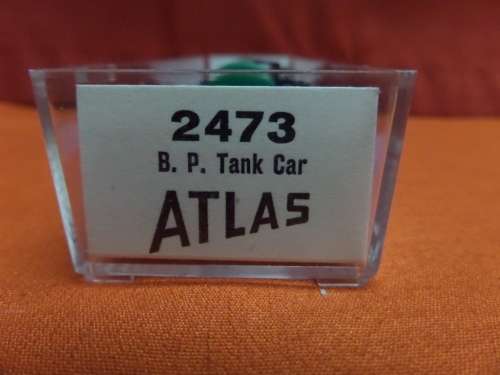 2473
B. P. Tank Car
ATLAS